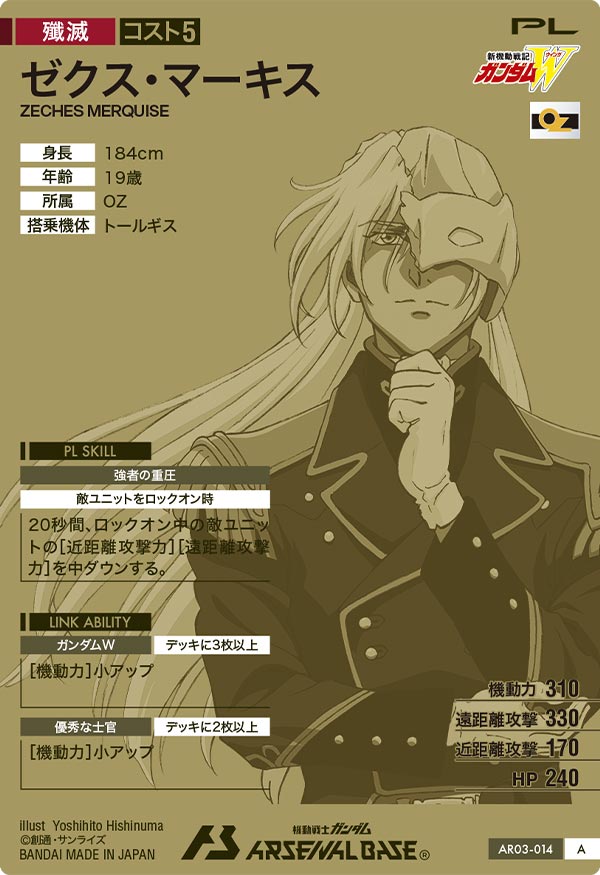 殲滅 コスト5 PL
ゼクス・マーキス
ZECHES MERQUISE
新機動戦記
ガンダムW
ウイング
OZ
身長 184cm
年齢 19歳
所属 OZ
搭乗機体 トールギス
PL SKILL
強者の重圧
敵ユニットをロックオン時
20秒間、ロックオン中の敵ユニッ
トの[近距離攻撃力][遠距離攻撃
力]を中ダウンする。
LINK ABILITY
ガンダムW デッキに3枚以上
[機動力]小アップ
優秀な士官 デッキに2枚以上
[機動力]小アップ
機動力 310
遠距離攻撃 330
近距離攻撃 170
HP 240
illust Yoshihito Hishinuma
©創通・サンライズ
BANDAI MADE IN JAPAN
機動戦士ガンダム
ARSENAL BASE®
AR03-014 A